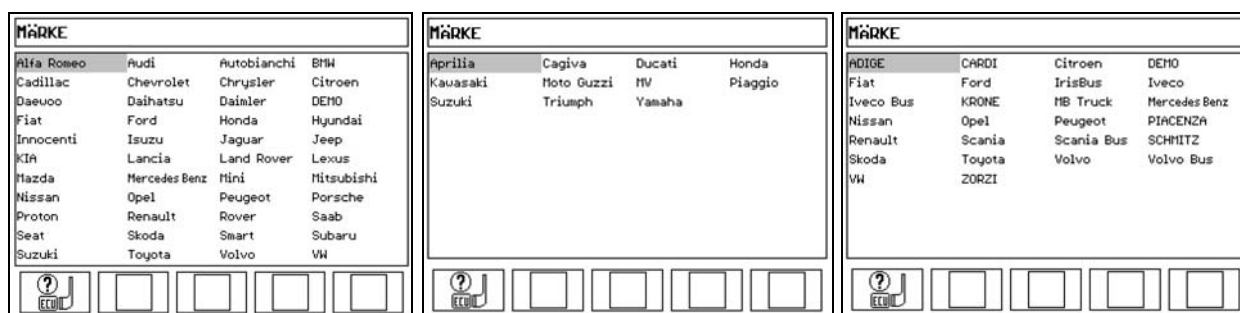 MÄRKE
Alfa Romeo Audi Autobianchi BMW
Cadillac Chevrolet Chrysler Citroen
Daewoo Daihatsu Daimler DEMO
Fiat Ford Honda Hyundai
Innocenti Isuzu Jaguar Jeep
KIA Lancia Land Rover Lexus
Mazda Mercedes Benz Mini Mitsubishi
Nissan Opel Peugeot Porsche
Proton Renault Rover Saab
Seat Skoda Smart Subaru
Suzuki Toyota Volvo VW
? ECU
MÄRKE
Aprilia Cagiva Ducati Honda
Kawasaki Moto Guzzi MV Piaggio
Suzuki Triumph Yamaha
? ECU
MÄRKE
ADIGE CARDI Citroen DEMO
Fiat Ford IrisBus Iveco
Iveco Bus KRONE MB Truck Mercedes Benz
Nissan Opel Peugeot PIACENZA
Renault Scania Scania Bus SCHMITZ
Skoda Toyota Volvo Volvo Bus
VW ZORZI
? ECU